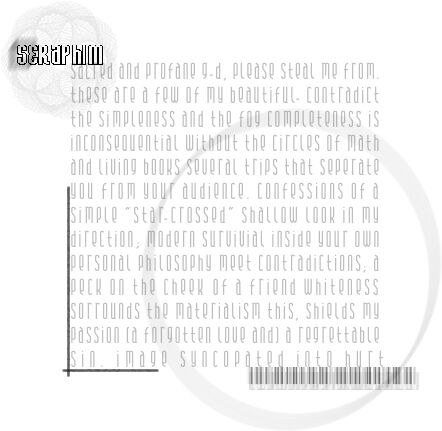 SERAPHIM
sacred and profane g-d, please steal me from.
these are a few of my beautiful- contradict
the simpleness and the fog completeness is
inconsequential without the circles of math
and living books several trips that seperate
you from your audience. confessions of a
simple "star-crossed" shallow look in my
direction; modern survivial inside your own
personal philosophy meet contradictions; a
peck on the cheek of a friend whiteness
sorrounds the materialism this, shields my
passion (a forgotten love and) a regrettable
sin. image syncopated into hurt